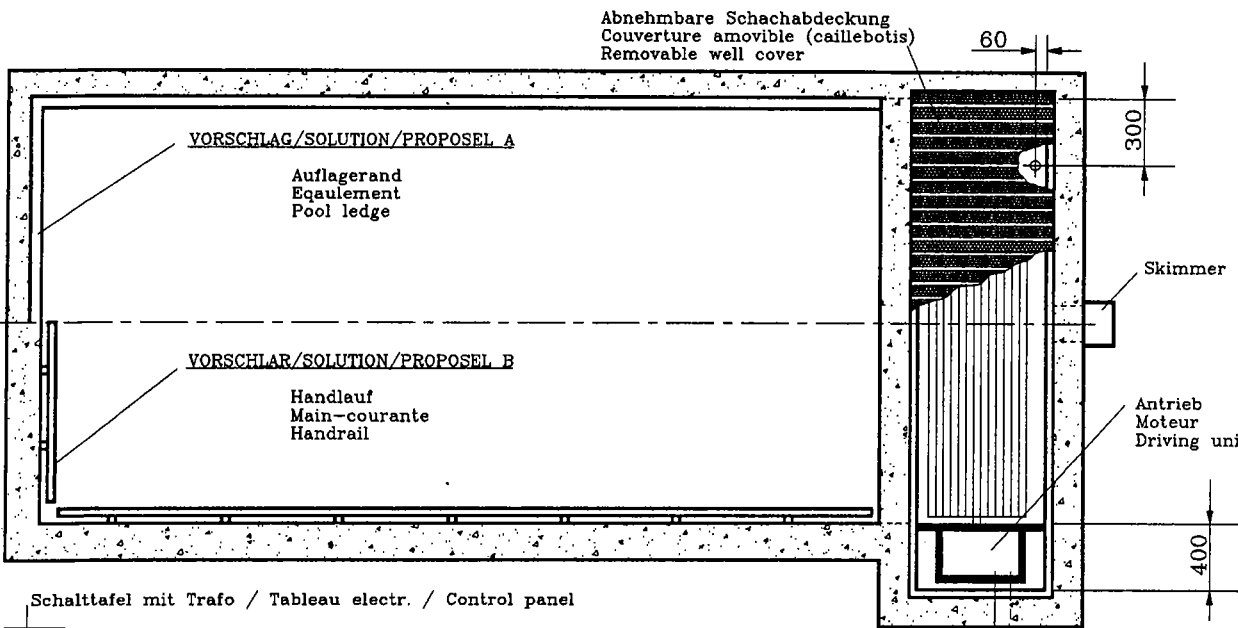 Abnehmbare Schachabdeckung
Couverture amovible (caillebotis)
Removable well cover
60
300
VORSCHLAG/SOLUTION/PROPOSEL A
Auflagerand
Eqaulement
Pool ledge
Skimmer
VORSCHLAR/SOLUTION/PROPOSEL B
Handlauf
Main-courante
Handrail
Antrieb
Moteur
Driving uni
400
Schalttafel mit Trafo / Tableau electr. / Control panel